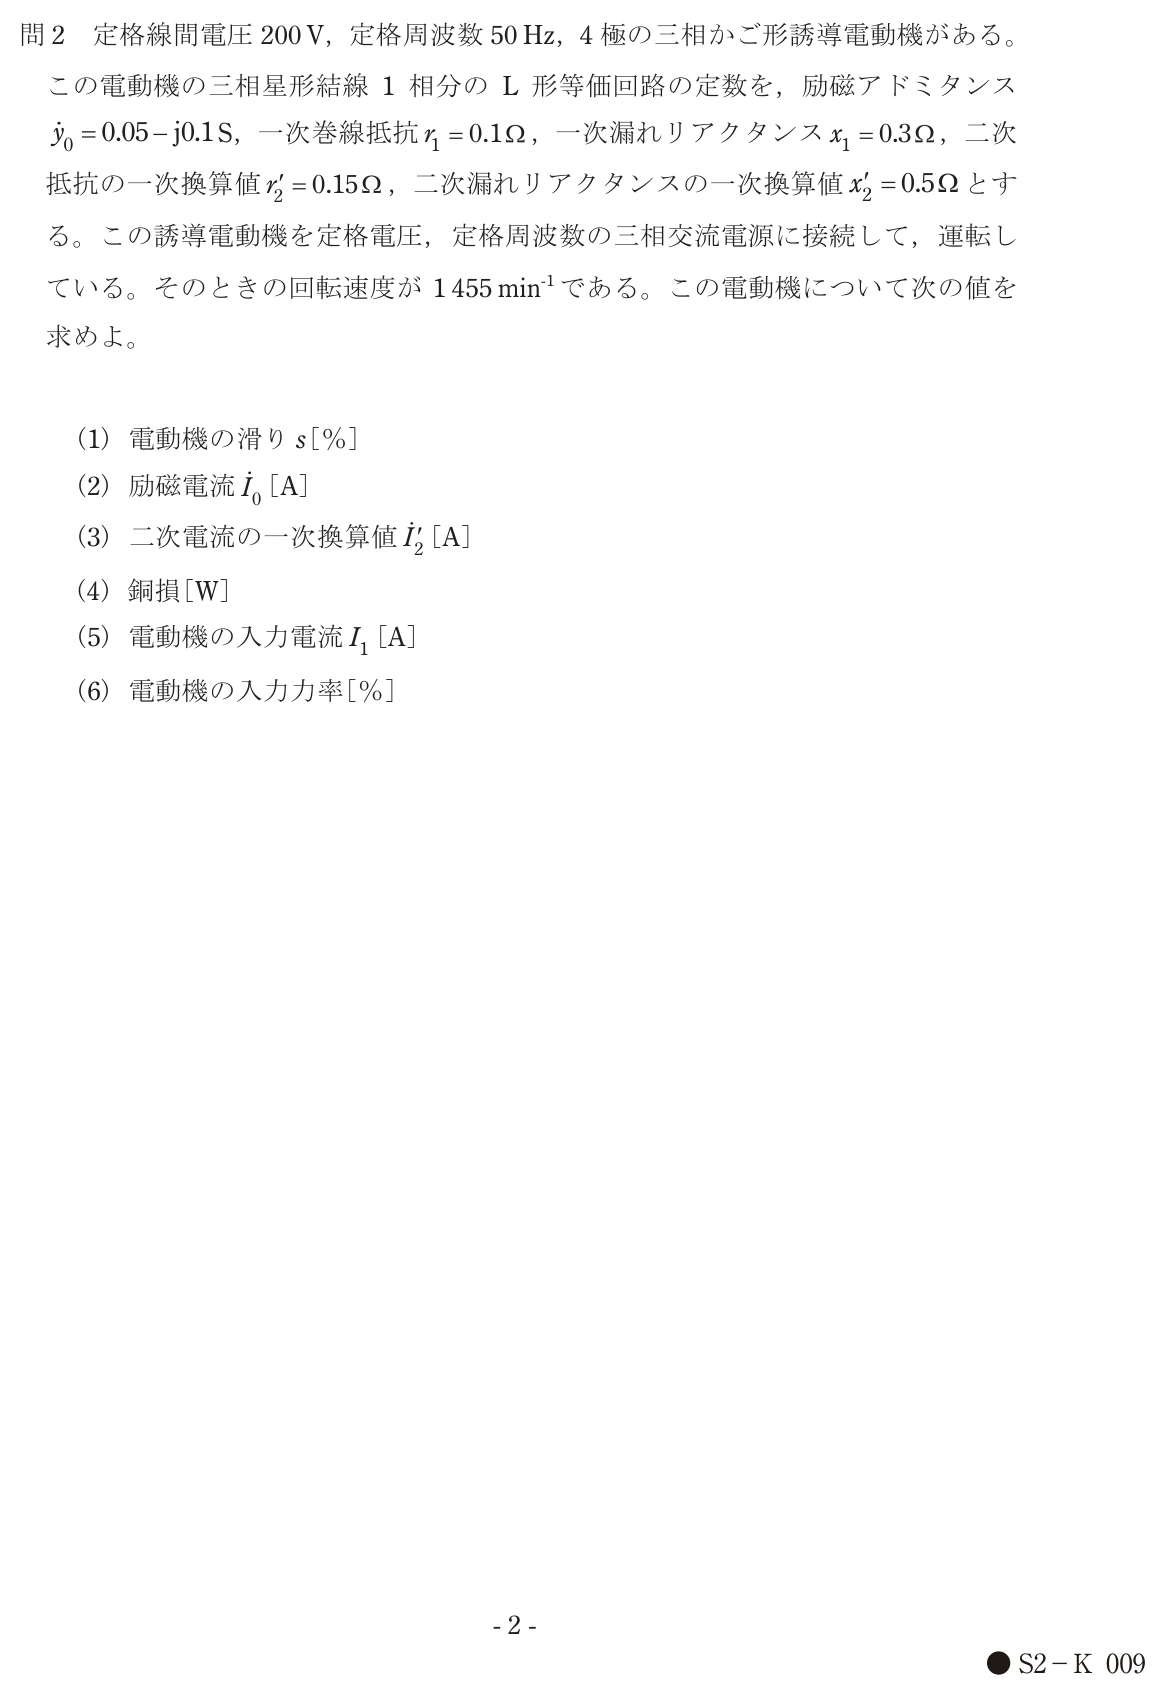 問2　定格線間電圧 200 V，定格周波数 50 Hz，4 極の三相かご形誘導電動機がある。
この電動機の三相星形結線 1 相分の L 形等価回路の定数を，励磁アドミタンス
ẏ₀ = 0.05 − j0.1 S，一次巻線抵抗 r₁ = 0.1 Ω，一次漏れリアクタンス x₁ = 0.3 Ω，二次
抵抗の一次換算値 r₂′ = 0.15 Ω，二次漏れリアクタンスの一次換算値 x₂′ = 0.5 Ω とす
る。この誘導電動機を定格電圧，定格周波数の三相交流電源に接続して，運転し
ている。そのときの回転速度が 1 455 min⁻¹ である。この電動機について次の値を
求めよ。
（1） 電動機の滑り s [％]
（2） 励磁電流 İ₀ [A]
（3） 二次電流の一次換算値 İ₂′ [A]
（4） 銅損 [W]
（5） 電動機の入力電流 I₁ [A]
（6） 電動機の入力力率 [％]
- 2 -
● S2－K 009